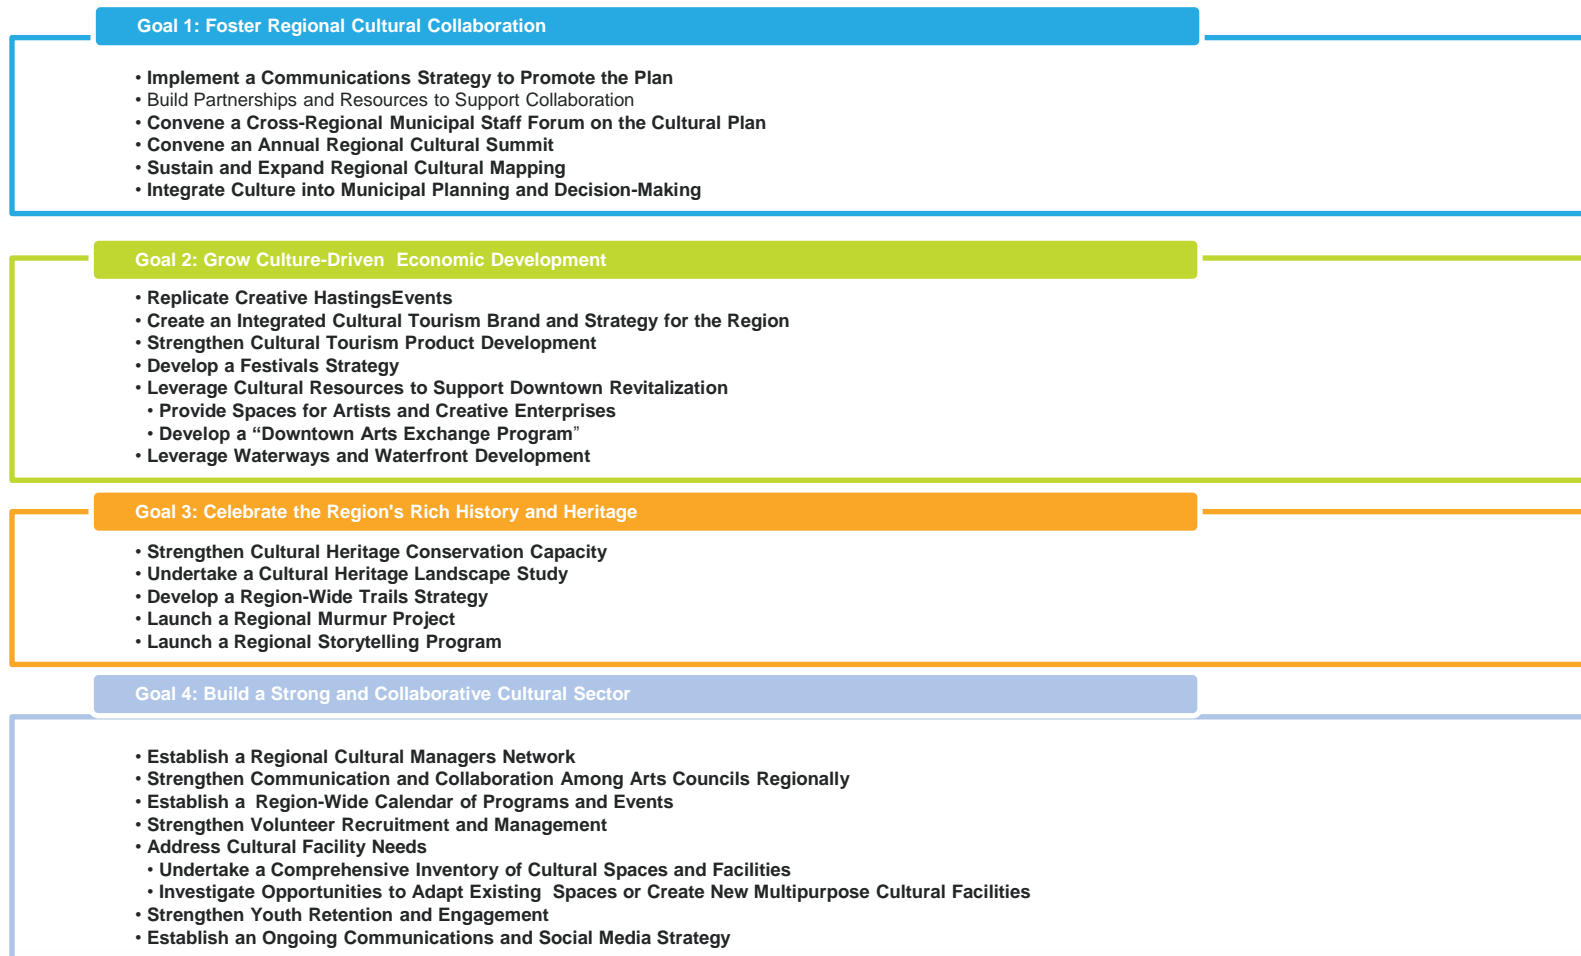 Goal 1: Foster Regional Cultural Collaboration
• Implement a Communications Strategy to Promote the Plan
• Build Partnerships and Resources to Support Collaboration
• Convene a Cross-Regional Municipal Staff Forum on the Cultural Plan
• Convene an Annual Regional Cultural Summit
• Sustain and Expand Regional Cultural Mapping
• Integrate Culture into Municipal Planning and Decision-Making
Goal 2: Grow Culture-Driven Economic Development
• Replicate Creative HastingsEvents
• Create an Integrated Cultural Tourism Brand and Strategy for the Region
• Strengthen Cultural Tourism Product Development
• Develop a Festivals Strategy
• Leverage Cultural Resources to Support Downtown Revitalization
• Provide Spaces for Artists and Creative Enterprises
• Develop a “Downtown Arts Exchange Program”
• Leverage Waterways and Waterfront Development
Goal 3: Celebrate the Region's Rich History and Heritage
• Strengthen Cultural Heritage Conservation Capacity
• Undertake a Cultural Heritage Landscape Study
• Develop a Region-Wide Trails Strategy
• Launch a Regional Murmur Project
• Launch a Regional Storytelling Program
Goal 4: Build a Strong and Collaborative Cultural Sector
• Establish a Regional Cultural Managers Network
• Strengthen Communication and Collaboration Among Arts Councils Regionally
• Establish a Region-Wide Calendar of Programs and Events
• Strengthen Volunteer Recruitment and Management
• Address Cultural Facility Needs
• Undertake a Comprehensive Inventory of Cultural Spaces and Facilities
• Investigate Opportunities to Adapt Existing Spaces or Create New Multipurpose Cultural Facilities
• Strengthen Youth Retention and Engagement
• Establish an Ongoing Communications and Social Media Strategy